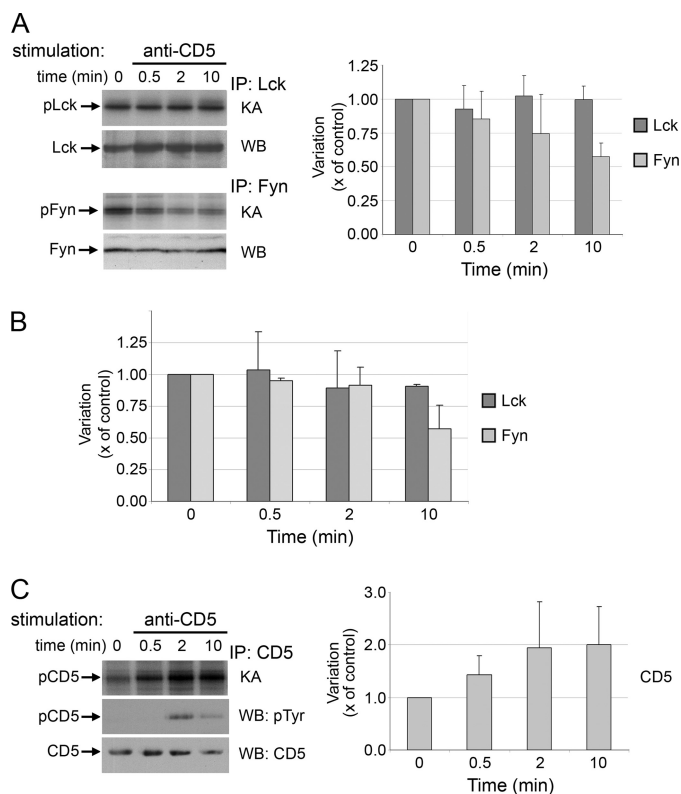 A
stimulation: anti-CD5
time (min) 0 0.5 2 10
IP: Lck
pLck KA
Lck WB
IP: Fyn
pFyn KA
Fyn WB
1.25
1.00
0.75
0.50
0.25
0.00
Variation
(x of control)
0 0.5 2 10
Time (min)
Lck
Fyn
B
1.25
1.00
0.75
0.50
0.25
0.00
Variation
(x of control)
0 0.5 2 10
Time (min)
Lck
Fyn
C
stimulation: anti-CD5
time (min) 0 0.5 2 10
IP: CD5
pCD5 KA
pCD5 WB: pTyr
CD5 WB: CD5
3.0
2.0
1.0
0.0
Variation
(x of control)
0 0.5 2 10
Time (min)
CD5